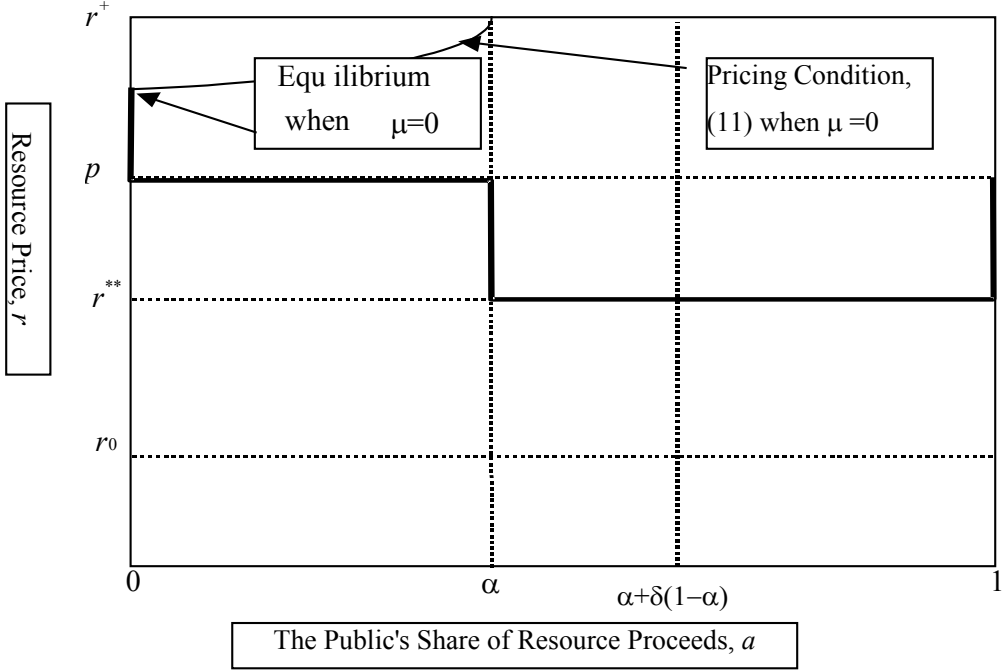 r+
Equ ilibrium
when μ=0
Pricing Condition,
(11) when μ =0
Resource Price, r
p
r**
r0
0
α
α+δ(1−α)
1
The Public's Share of Resource Proceeds, a